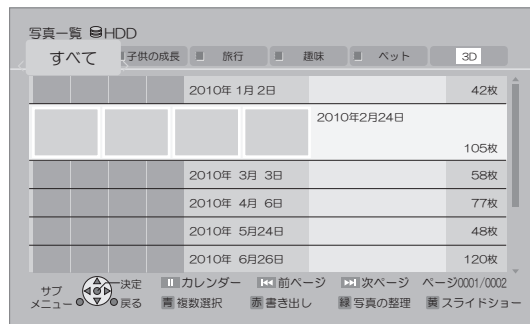 写真一覧 HDD
すべて 子供の成長 旅行 趣味 ペット 3D
2010年 1月 2日 42枚
2010年2月24日
105枚
2010年 3月 3日 58枚
2010年 4月 6日 77枚
2010年 5月24日 48枚
2010年 6月26日 120枚
サブメニュー 決定 戻る
カレンダー 前ページ 次ページ ページ0001/0002
青 複数選択 赤 書き出し 緑 写真の整理 黄 スライドショー